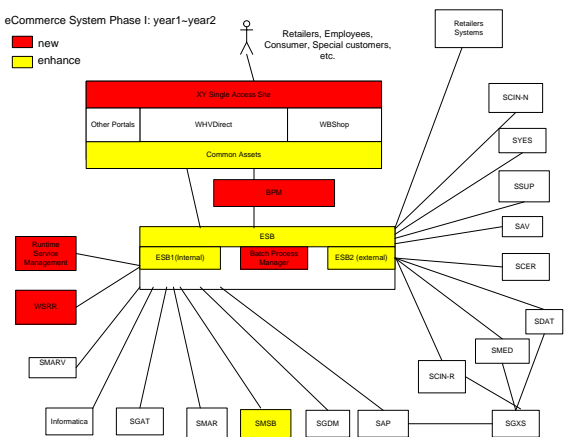 eCommerce System Phase I: year1~year2
new
enhance
Retailers, Employees,
Consumer, Special customers,
etc.
Retailers
Systems
XY Single Access Site
Other Portals
WHVDirect
WBShop
Common Assets
BPM
ESB
ESB1(Internal)
Batch Process
Manager
ESB2 (external)
Runtime
Service
Management
WSRR
SMARV
Informatica
SGAT
SMAR
SMSB
SGDM
SAP
SGXS
SCIN-N
SYES
SSUP
SAV
SCER
SDAT
SMED
SCIN-R